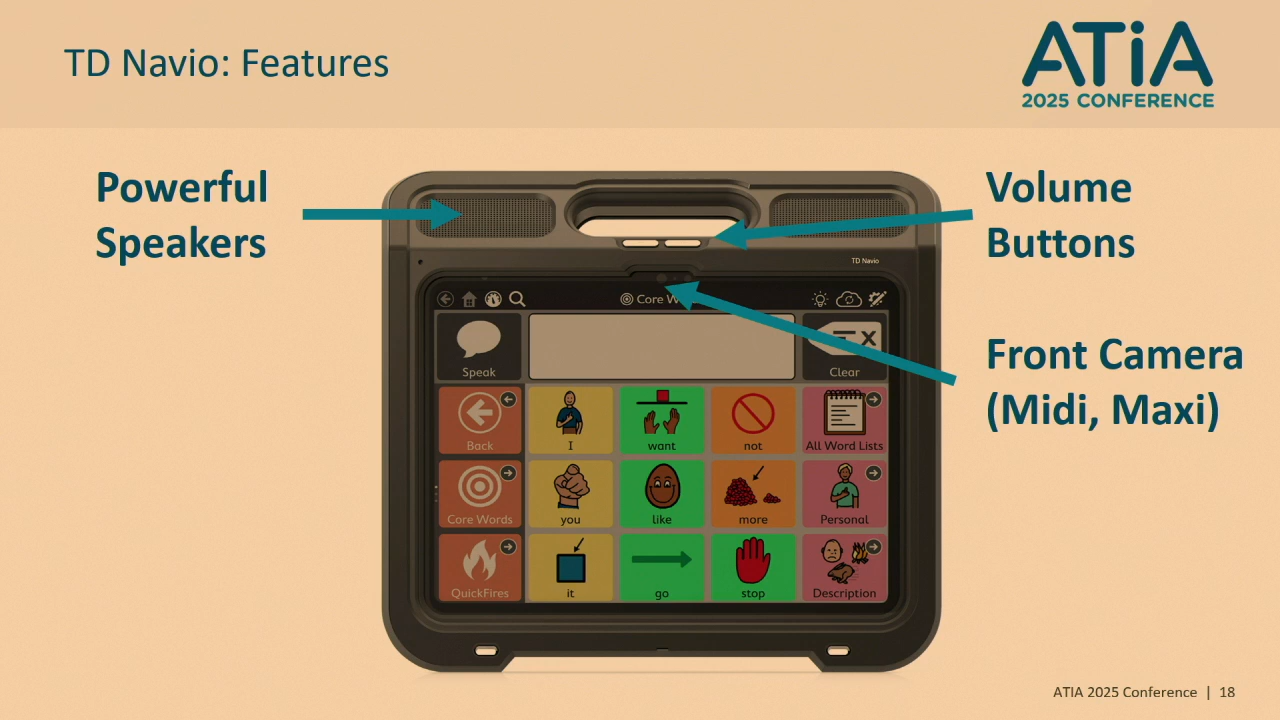 TD Navio: Features
ATiA
2025 CONFERENCE
Powerful
Speakers
Volume
Buttons
Front Camera
(Midi, Maxi)
TD Navio
Core W
Speak
Clear
Back
I
want
not
All Word Lists
Core Words
you
like
more
Personal
QuickFires
it
go
stop
Description
ATIA 2025 Conference | 18